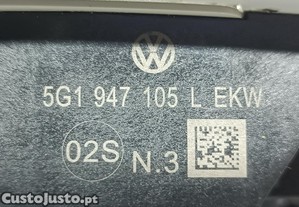 5G1 947 105 L EKW
02S N.3
CustoJusto.pt